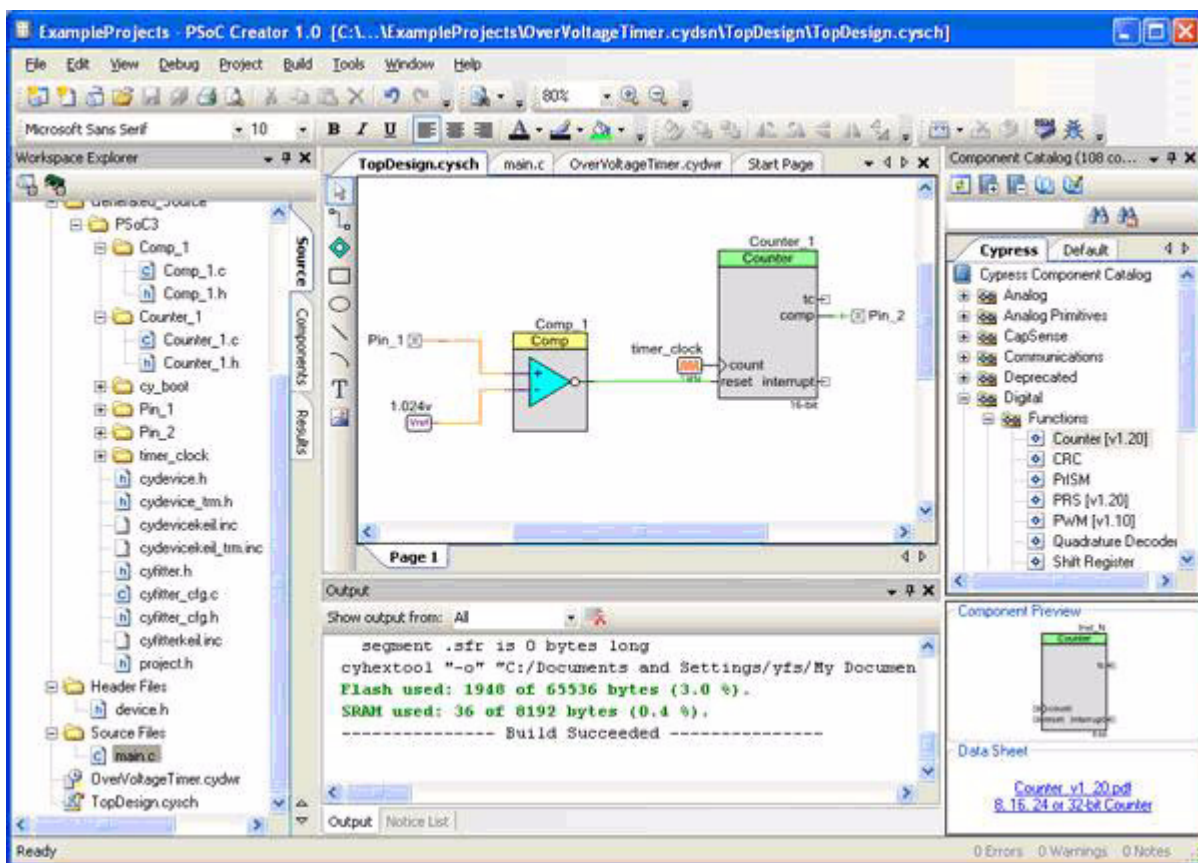 ExampleProjects - PSoC Creator 1.0 [C:\...\ExampleProjects\OverVoltageTimer.cydsn\TopDesign\TopDesign.cysch]
File Edit View Debug Project Build Tools Window Help
80%
Microsoft Sans Serif 10 B I U A
Workspace Explorer
Generated_Source
PSoC3
Comp_1
Comp_1.c
Comp_1.h
Counter_1
Counter_1.c
Counter_1.h
cy_boot
Pin_1
Pin_2
timer_clock
cydevice.h
cydevice_trm.h
cydevicekeil.inc
cydevicekeil_trm.inc
cyfitter.h
cyfitter_cfg.c
cyfitter_cfg.h
cyfitterkeil.inc
project.h
Header Files
device.h
Source Files
main.c
OverVoltageTimer.cydwr
TopDesign.cysch
Source
Components
Results
TopDesign.cysch main.c OverVoltageTimer.cydwr Start Page
T
Counter_1
Counter
tc
comp
Pin_2
Comp_1
Comp
Pin_1
timer_clock
count
reset interrupt
16-bit
1.024v
Vref
Page 1
Output
Show output from: All
segment .sfr is 0 bytes long
cyhextool "-o" "C:/Documents and Settings/yfs/My Documen
Flash used: 1948 of 65536 bytes (3.0 %).
SRAM used: 36 of 8192 bytes (0.4 %).
--------------- Build Succeeded ---------------
Output Notice List
Component Catalog (108 co...
Cypress Default
Cypress Component Catalog
Analog
Analog Primitives
CapSense
Communications
Deprecated
Digital
Functions
Counter [v1.20]
CRC
PrISM
PRS [v1.20]
PWM [v1.10]
Quadrature Decoder
Shift Register
Component Preview
Inst_N
Counter
count
reset interrupt
Data Sheet
Counter_v1_20.pdf
8, 16, 24 or 32-bit Counter
Ready
0 Errors 0 Warnings 0 Notes